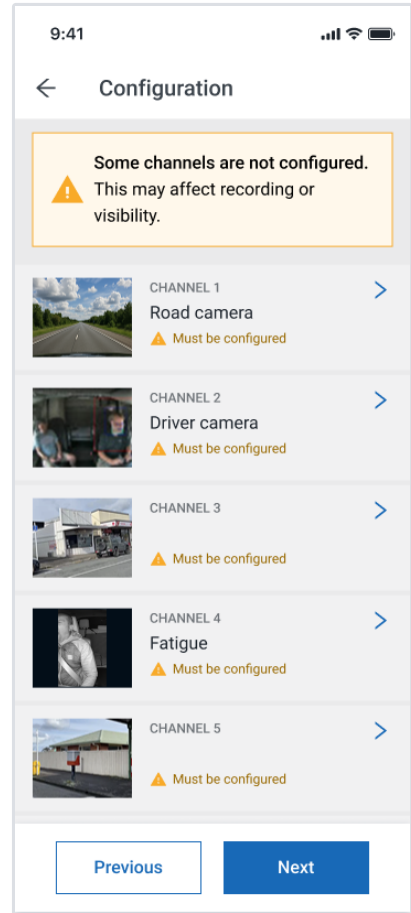 9:41
Configuration
Some channels are not configured.
This may affect recording or
visibility.
CHANNEL 1
Road camera
Must be configured
CHANNEL 2
Driver camera
Must be configured
CHANNEL 3
Must be configured
CHANNEL 4
Fatigue
Must be configured
CHANNEL 5
Must be configured
Previous
Next